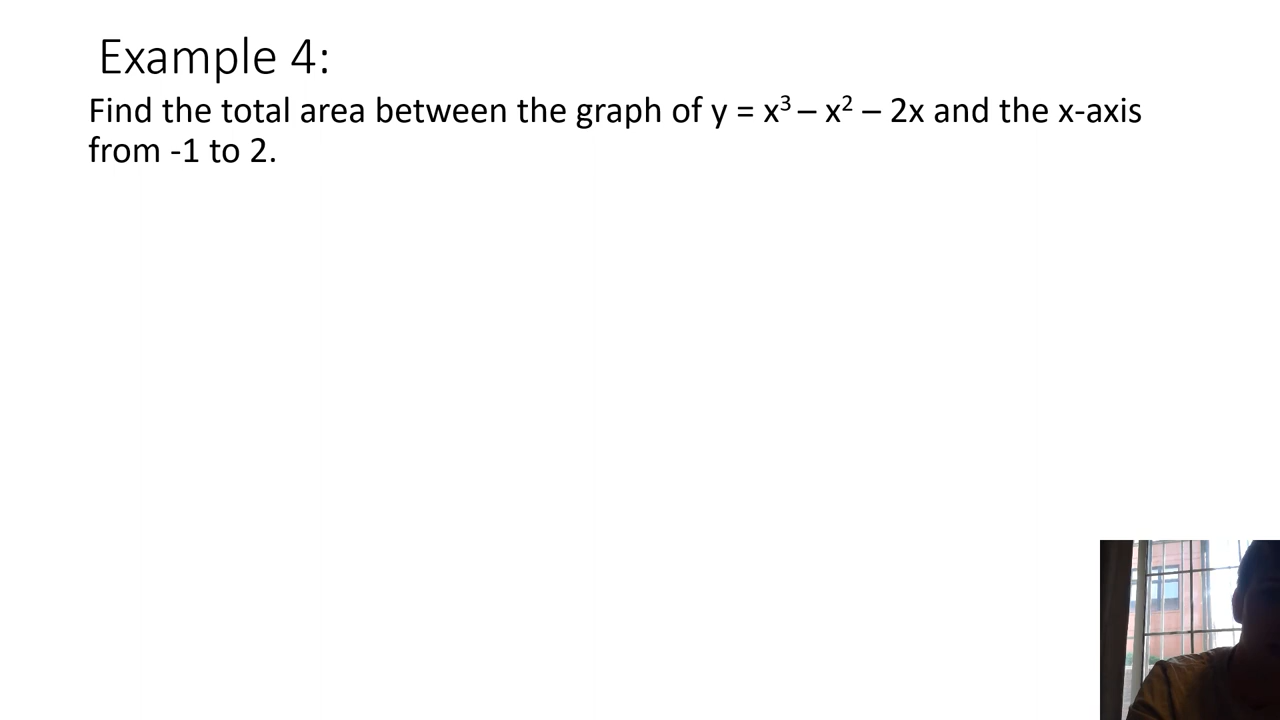 Example 4:
Find the total area between the graph of y = x³ – x² – 2x and the x-axis
from -1 to 2.